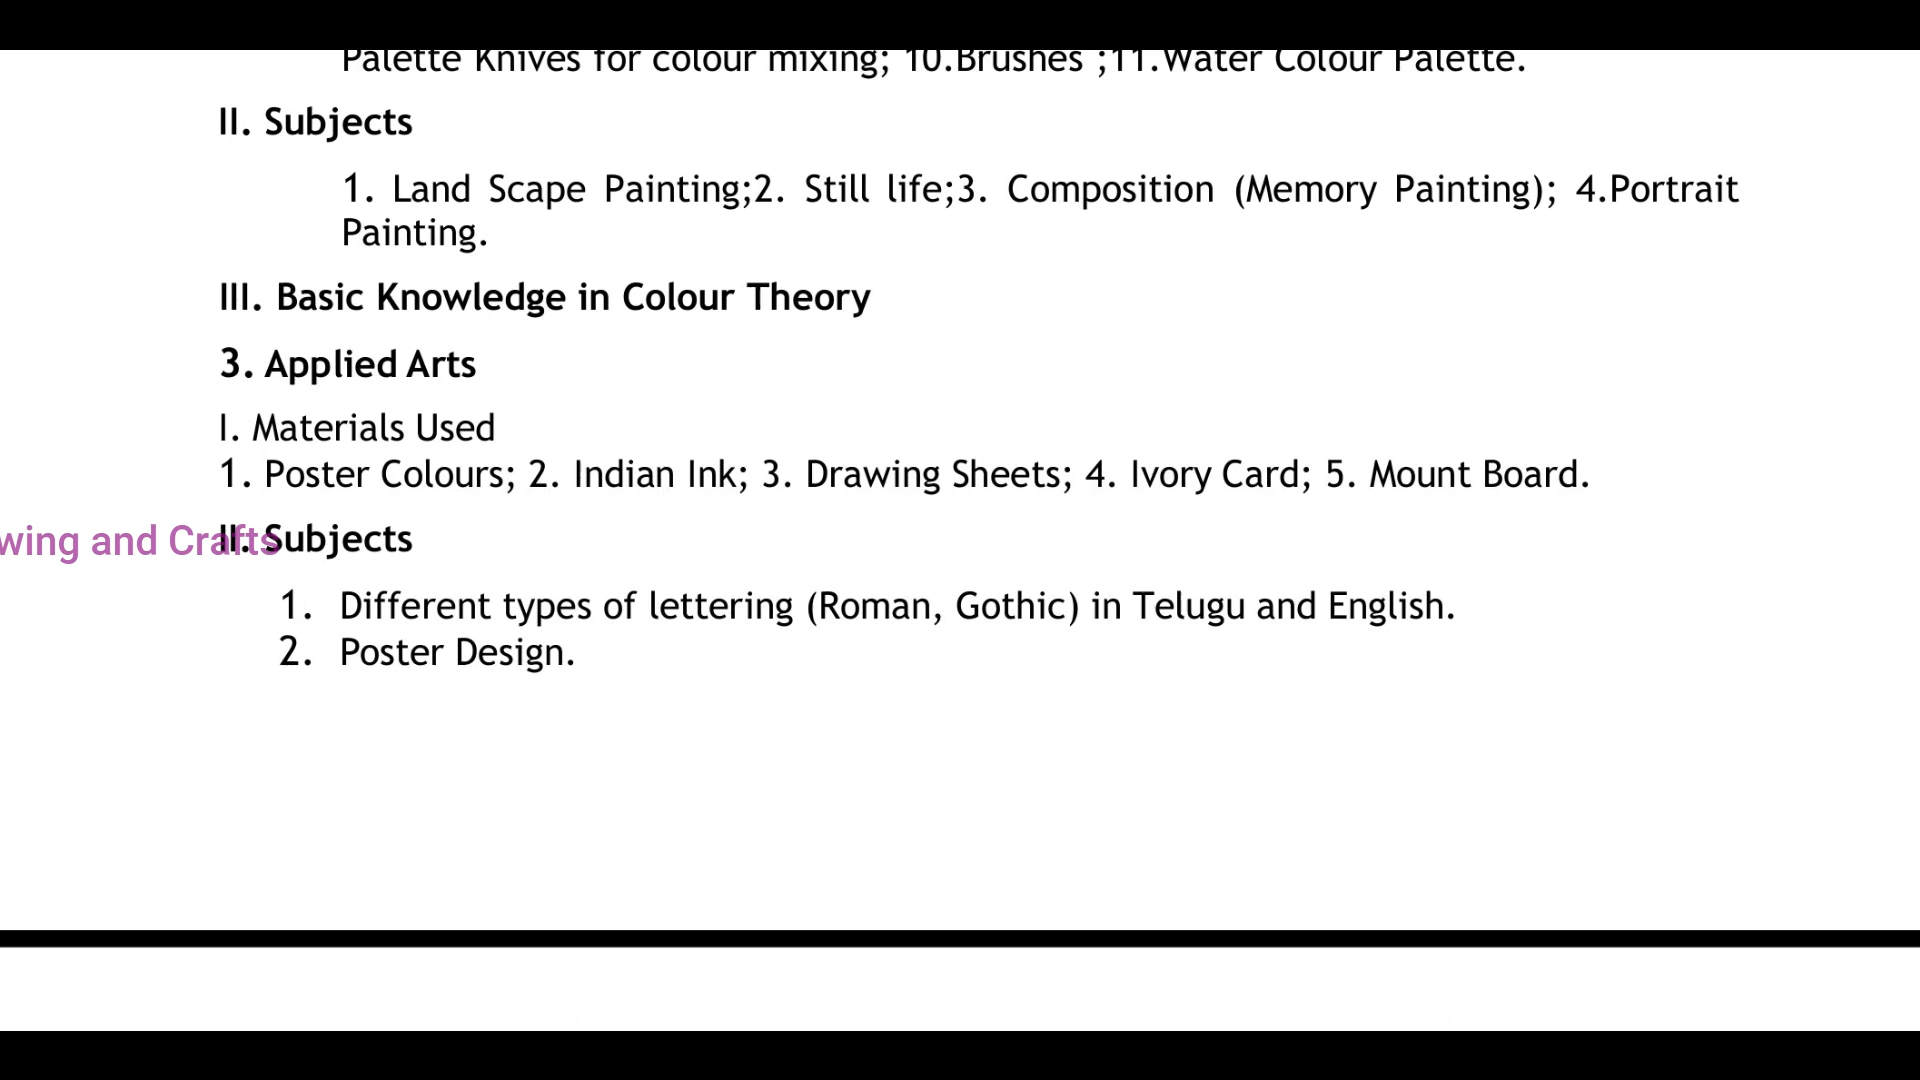 Palette Knives for colour mixing; 10.Brushes ;11.Water Colour Palette.
II. Subjects
1. Land Scape Painting;2. Still life;3. Composition (Memory Painting); 4.Portrait
Painting.
III. Basic Knowledge in Colour Theory
3. Applied Arts
I. Materials Used
1. Poster Colours; 2. Indian Ink; 3. Drawing Sheets; 4. Ivory Card; 5. Mount Board.
wing and Crafts
II. Subjects
1. Different types of lettering (Roman, Gothic) in Telugu and English.
2. Poster Design.